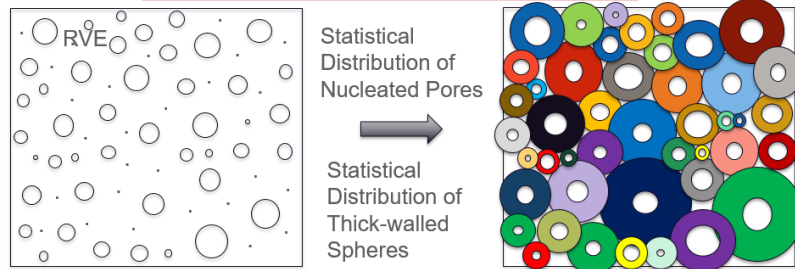 RVE
Statistical
Distribution of
Nucleated Pores
Statistical
Distribution of
Thick-walled
Spheres